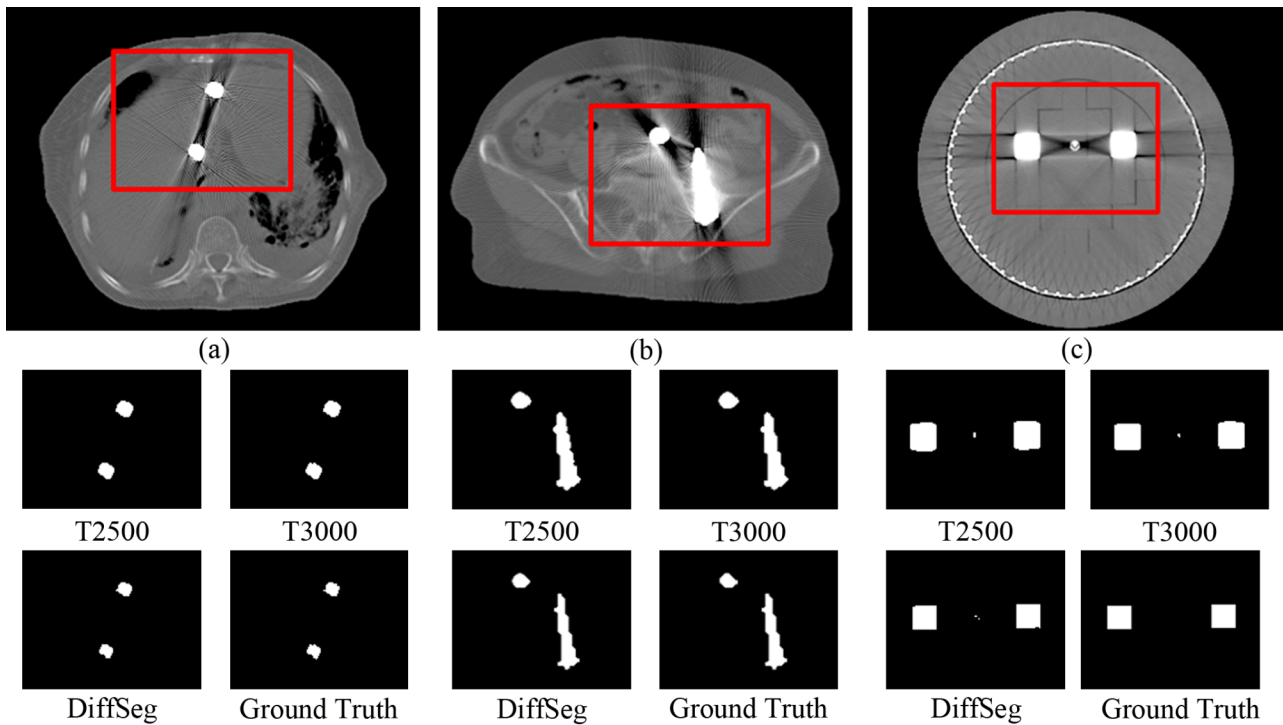 (a)
(b)
(c)
T2500
T3000
T2500
T3000
T2500
T3000
DiffSeg
Ground Truth
DiffSeg
Ground Truth
DiffSeg
Ground Truth